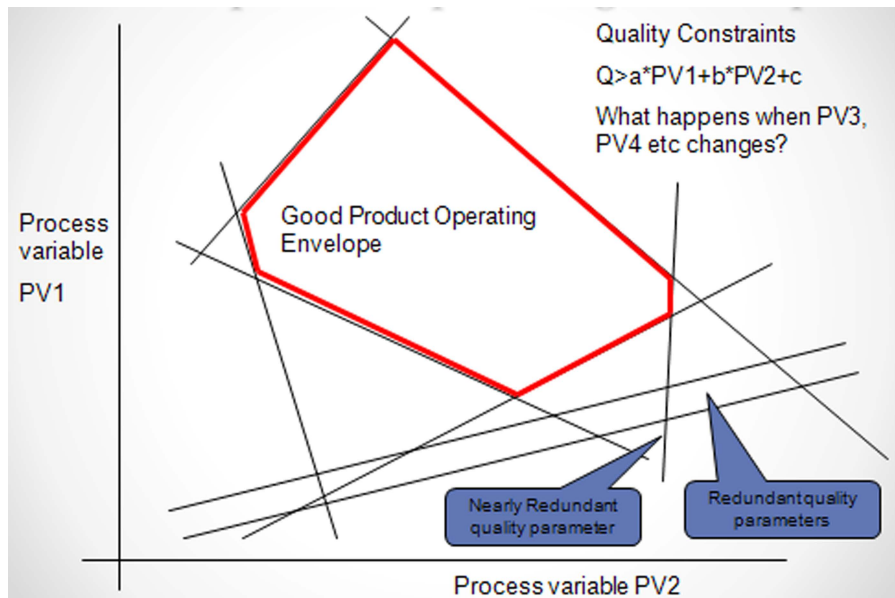 Quality Constraints
Q>a*PV1+b*PV2+c
What happens when PV3,
PV4 etc changes?
Good Product Operating
Envelope
Process
variable
PV1
Nearly Redundant
quality parameter
Redundant quality
parameters
Process variable PV2